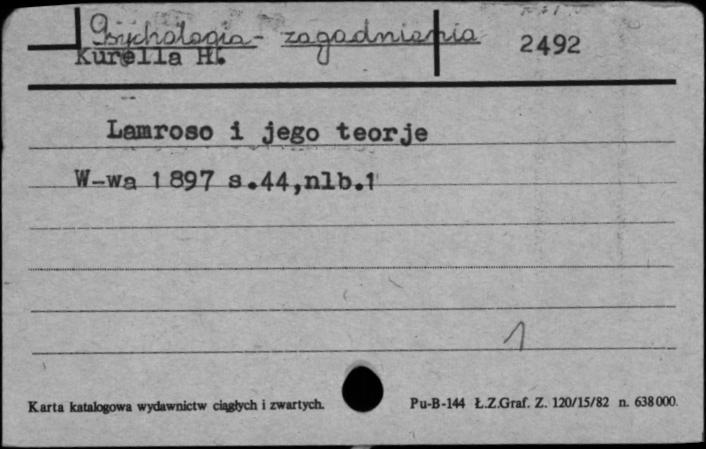 Psychologia - zagadnienia 2492
Kurella H.
Lamroso i jego teorje
W-wa 1897 s.44,nlb.1
1
Karta katalogowa wydawnictw ciągłych i zwartych. Pu-B-144 Ł.Z.Graf. Z. 120/15/82 n. 638000.